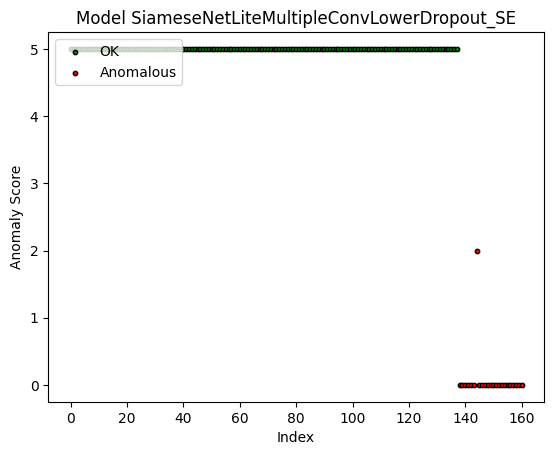 Model SiameseNetLiteMultipleConvLowerDropout_SE
OK
Anomalous
Anomaly Score
5
4
3
2
1
0
0 20 40 60 80 100 120 140 160
Index